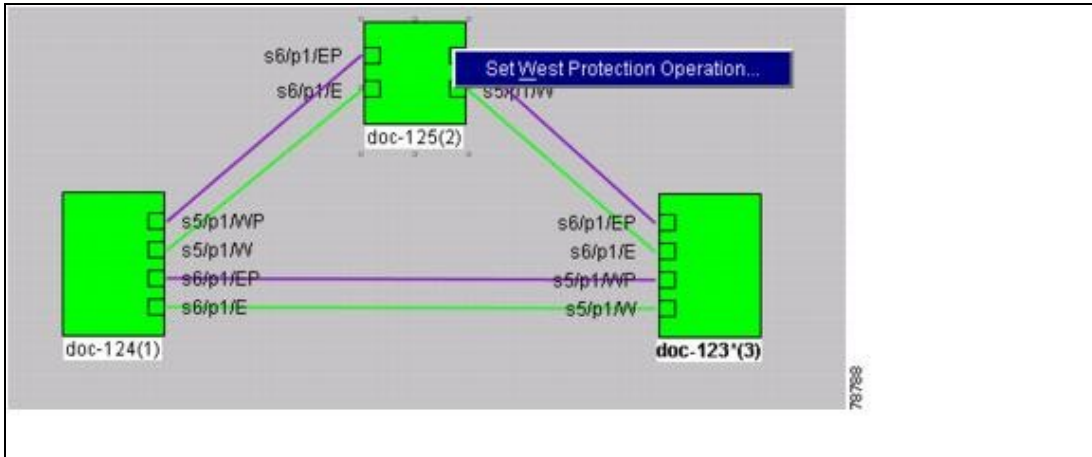 s6/p1/EP
Set West Protection Operation...
s6/p1/E
s5/p1/W
doc-125(2)
s5/p1/WP
s6/p1/EP
s5/p1/W
s6/p1/E
s6/p1/EP
s5/p1/WP
s6/p1/E
s5/p1/W
doc-124(1)
doc-123*(3)
78788